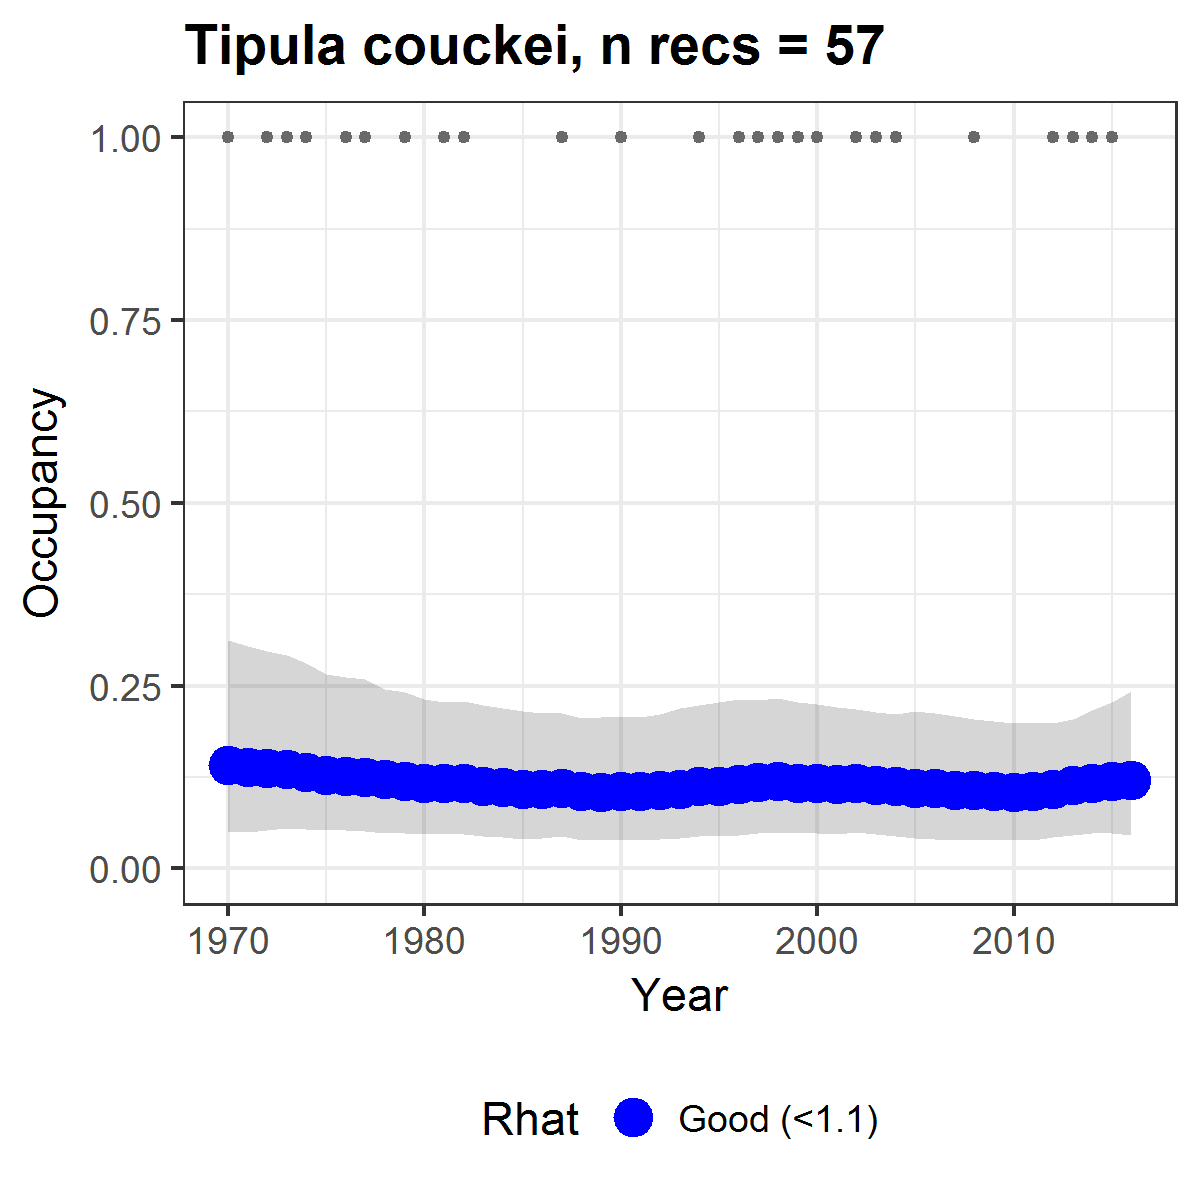 Tipula couckei, n recs = 57
1.00
0.75
0.50
0.25
0.00
Occupancy
1970 1980 1990 2000 2010
Year
Rhat Good (<1.1)